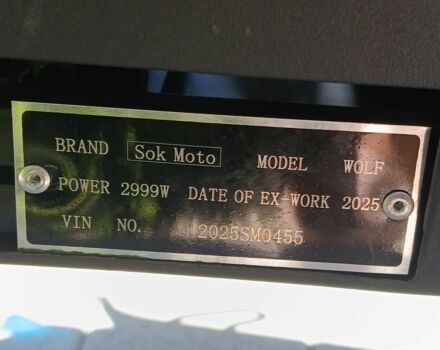 BRAND Sok Moto MODEL WOLF
POWER 2999W DATE OF EX-WORK 2025
VIN NO. 2025SM0455